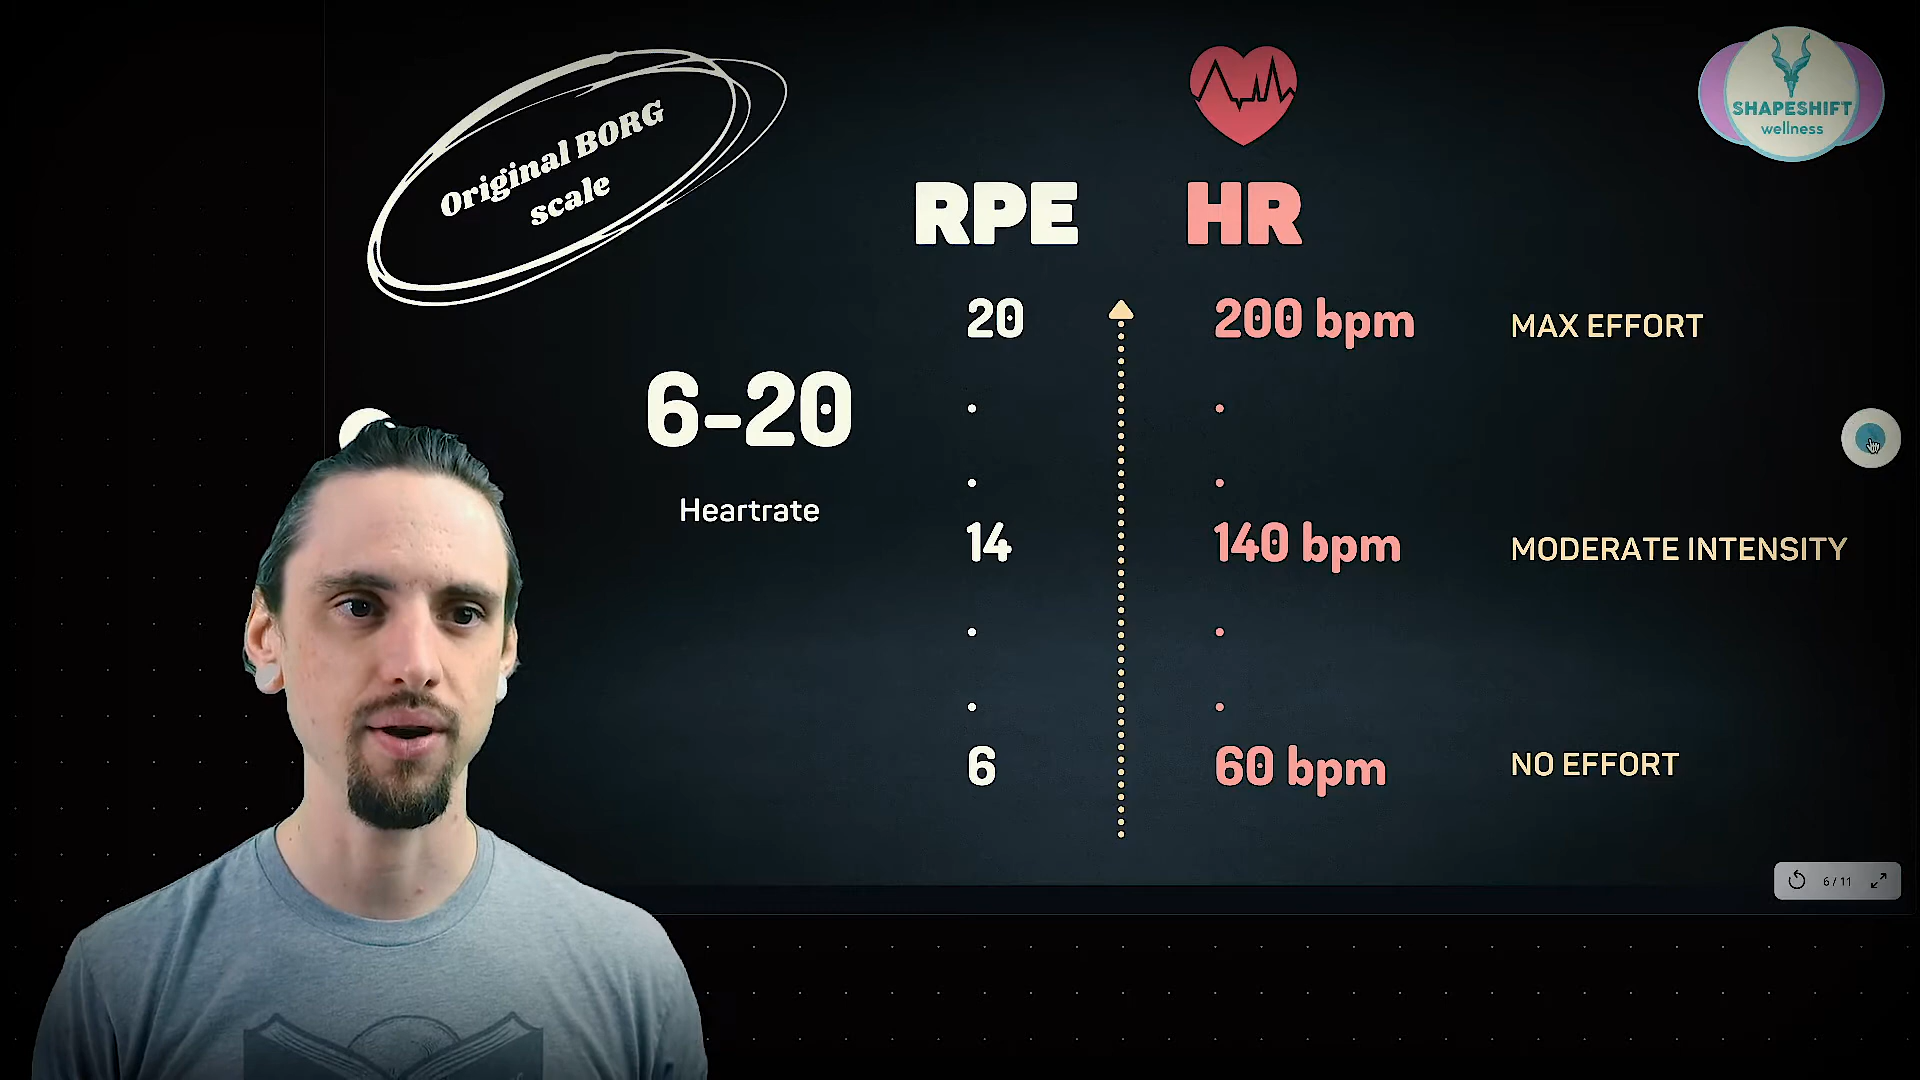 Original BORG
scale
SHAPESHIFT
wellness
RPE
HR
20
200 bpm
MAX EFFORT
6-20
Heartrate
14
140 bpm
MODERATE INTENSITY
6
60 bpm
NO EFFORT
6 / 11